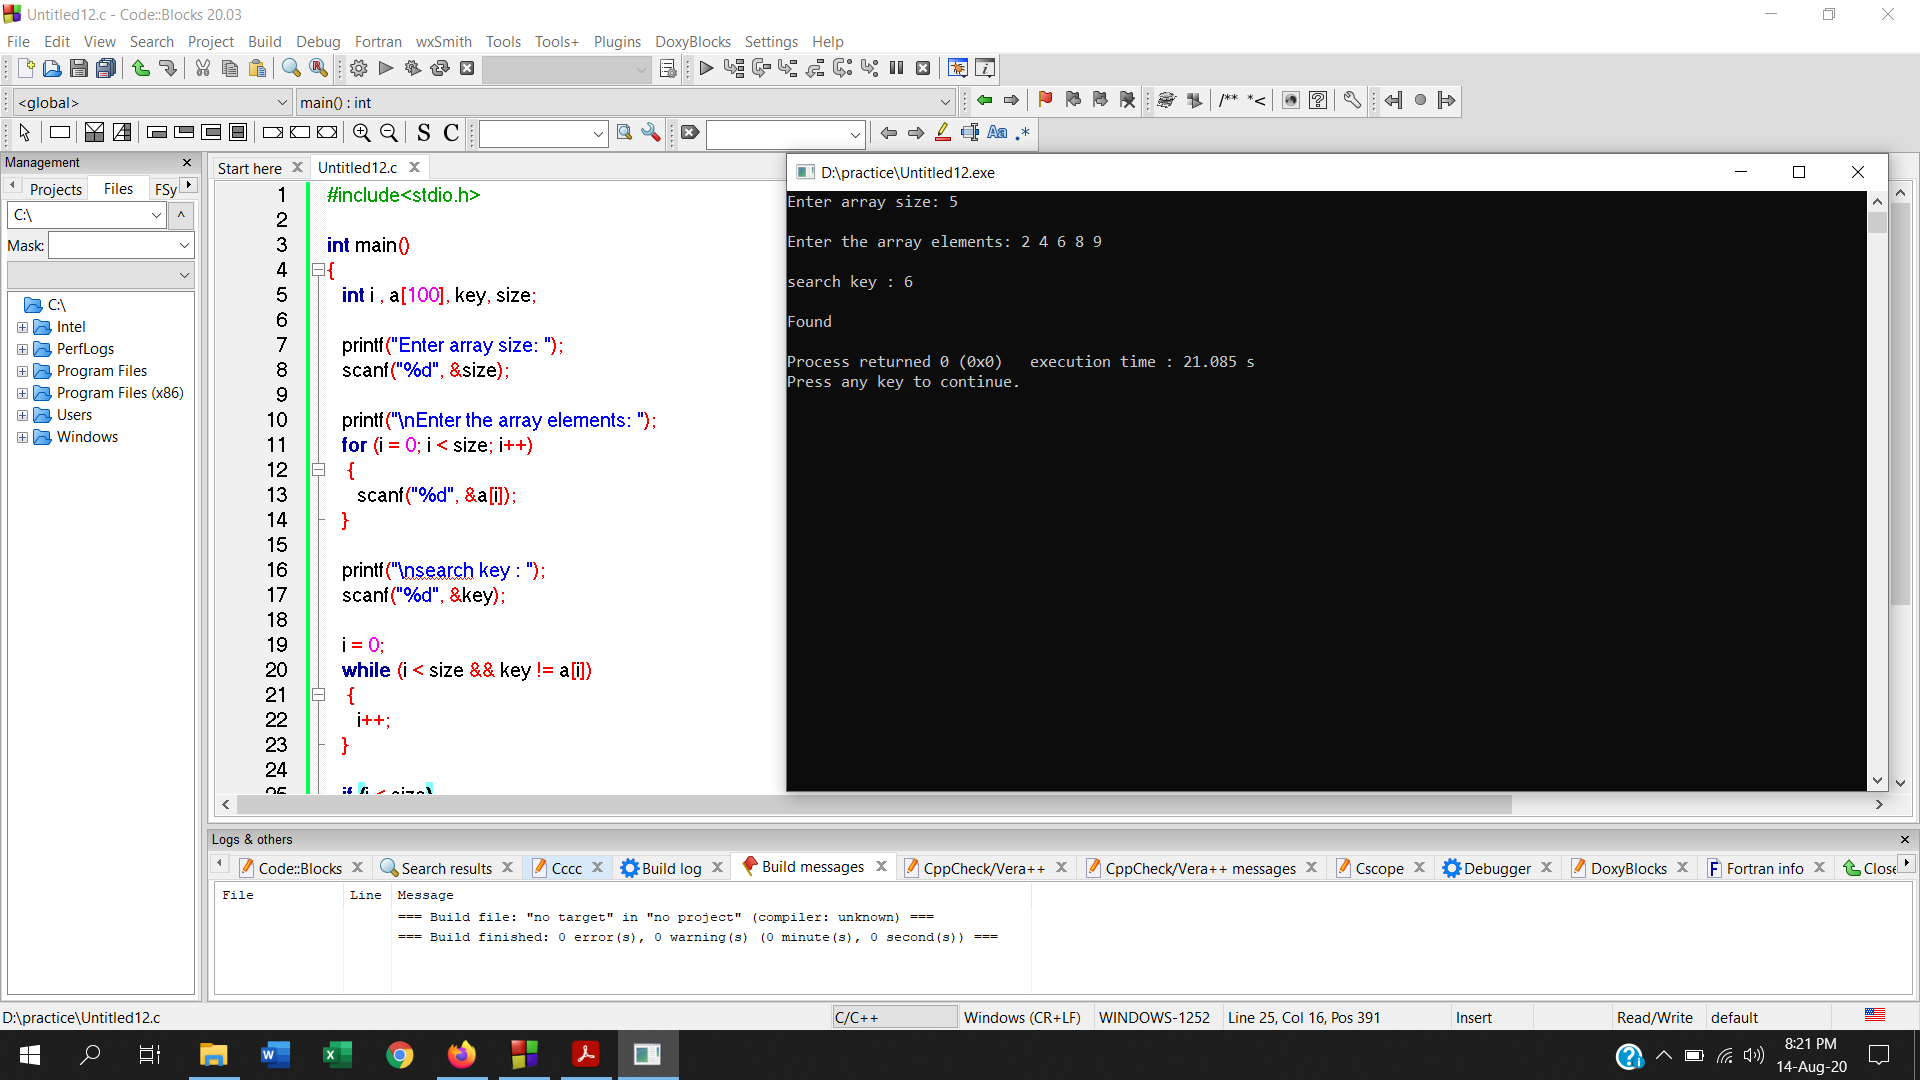 Untitled12.c - Code::Blocks 20.03
File Edit View Search Project Build Debug Fortran wxSmith Tools Tools+ Plugins DoxyBlocks Settings Help
<global> main() : int
/** *<
S C Aa .*
Management
Projects Files FSy
C:\
Mask:
C:\
Intel
PerfLogs
Program Files
Program Files (x86)
Users
Windows
Start here Untitled12.c
1 #include<stdio.h>
2
3 int main()
4 {
5 int i , a[100], key, size;
6
7 printf("Enter array size: ");
8 scanf("%d", &size);
9
10 printf("\nEnter the array elements: ");
11 for (i = 0; i < size; i++)
12 {
13 scanf("%d", &a[i]);
14 }
15
16 printf("\nsearch key : ");
17 scanf("%d", &key);
18
19 i = 0;
20 while (i < size && key != a[i])
21 {
22 i++;
23 }
24
25 if (i < size)
D:\practice\Untitled12.exe
Enter array size: 5
Enter the array elements: 2 4 6 8 9
search key : 6
Found
Process returned 0 (0x0) execution time : 21.085 s
Press any key to continue.
Logs & others
Code::Blocks Search results Cccc Build log Build messages CppCheck/Vera++ CppCheck/Vera++ messages Cscope Debugger DoxyBlocks Fortran info Close
File Line Message
=== Build file: "no target" in "no project" (compiler: unknown) ===
=== Build finished: 0 error(s), 0 warning(s) (0 minute(s), 0 second(s)) ===
D:\practice\Untitled12.c C/C++ Windows (CR+LF) WINDOWS-1252 Line 25, Col 16, Pos 391 Insert Read/Write default
8:21 PM
14-Aug-20